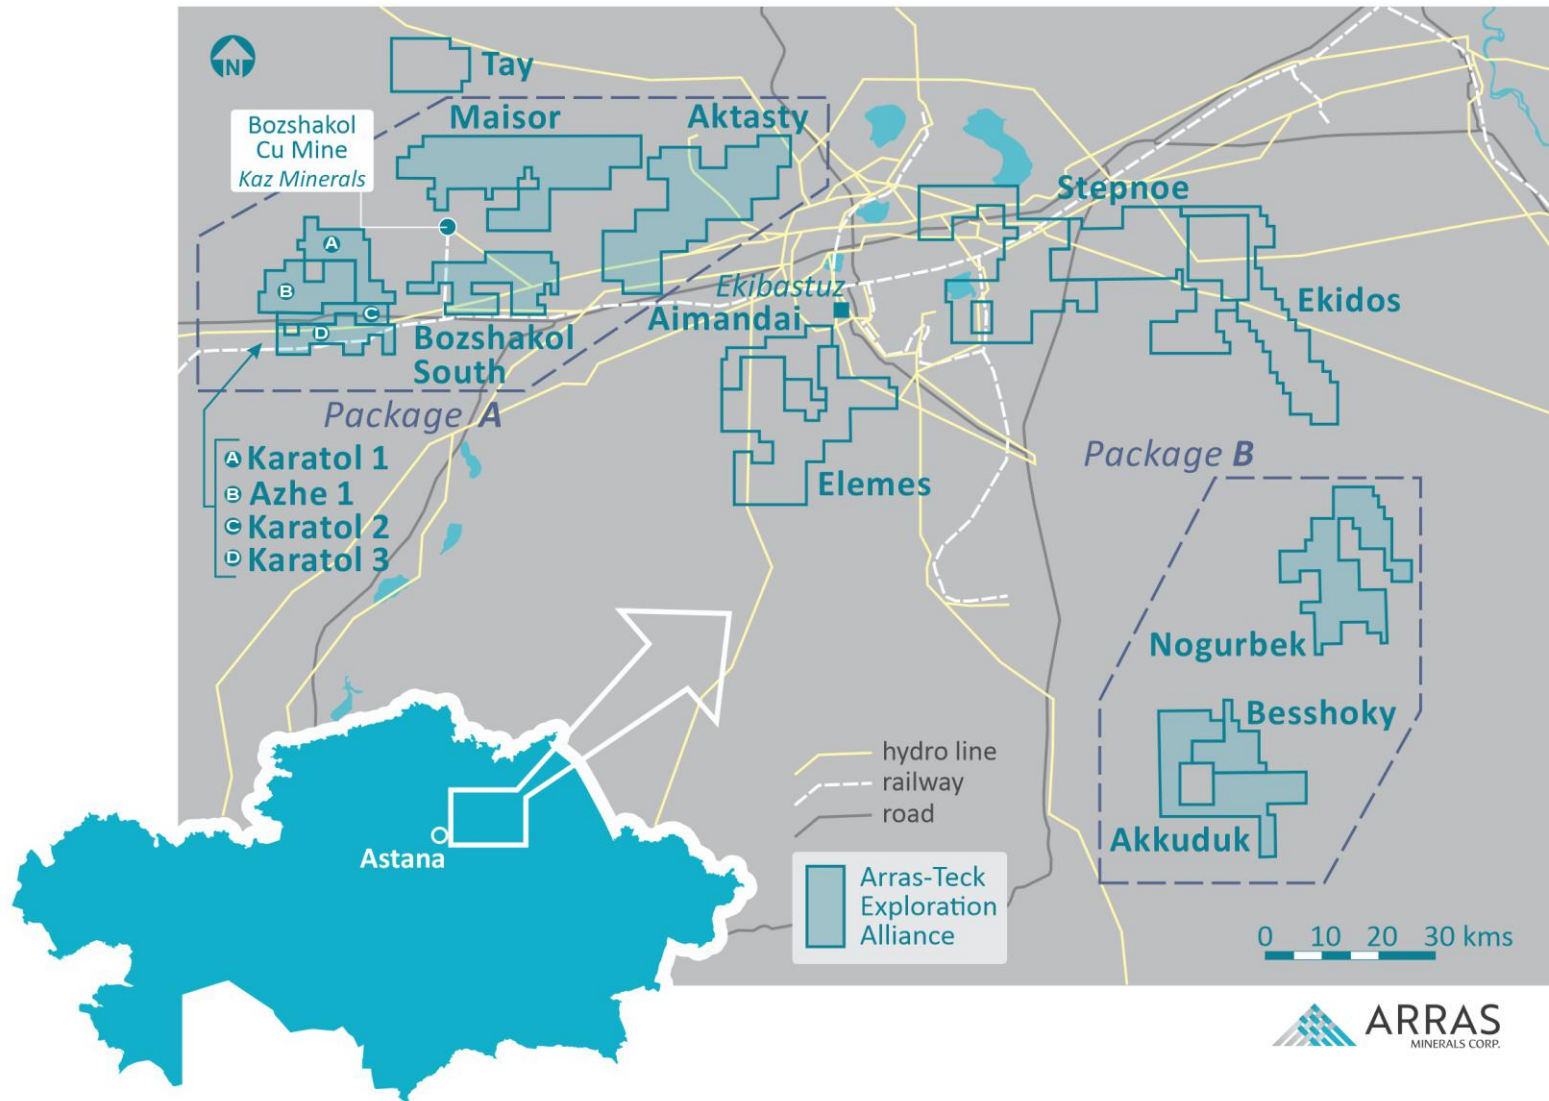 N
Tay
Bozshakol
Cu Mine
Kaz Minerals
Maisor
Aktasty
Stepnoe
A
B
C
D
Ekibastuz
Aimandai
Ekidos
Bozshakol
South
Package A
Package B
A Karatol 1
B Azhe 1
C Karatol 2
D Karatol 3
Elemes
Nogurbek
Besshoky
Akkuduk
hydro line
railway
road
Astana
Arras-Teck
Exploration
Alliance
0 10 20 30 kms
ARRAS
MINERALS CORP.